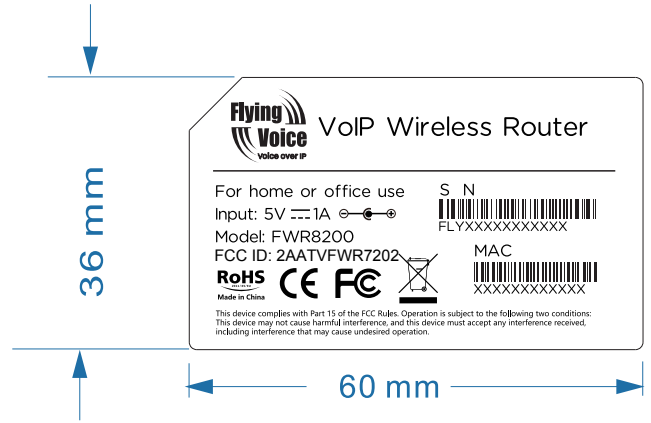 36 mm
Flying
Voice
Voice over IP
VoIP Wireless Router
For home or office use
Input: 5V 1A
Model: FWR8200
FCC ID: 2AATVFWR7202
S N
FLYXXXXXXXXXXX
MAC
XXXXXXXXXXXX
RoHS
Made in China
CE FC
This device complies with Part 15 of the FCC Rules. Operation is subject to the following two conditions:
This device may not cause harmful interference, and this device must accept any interference received,
including interference that may cause undesired operation.
60 mm